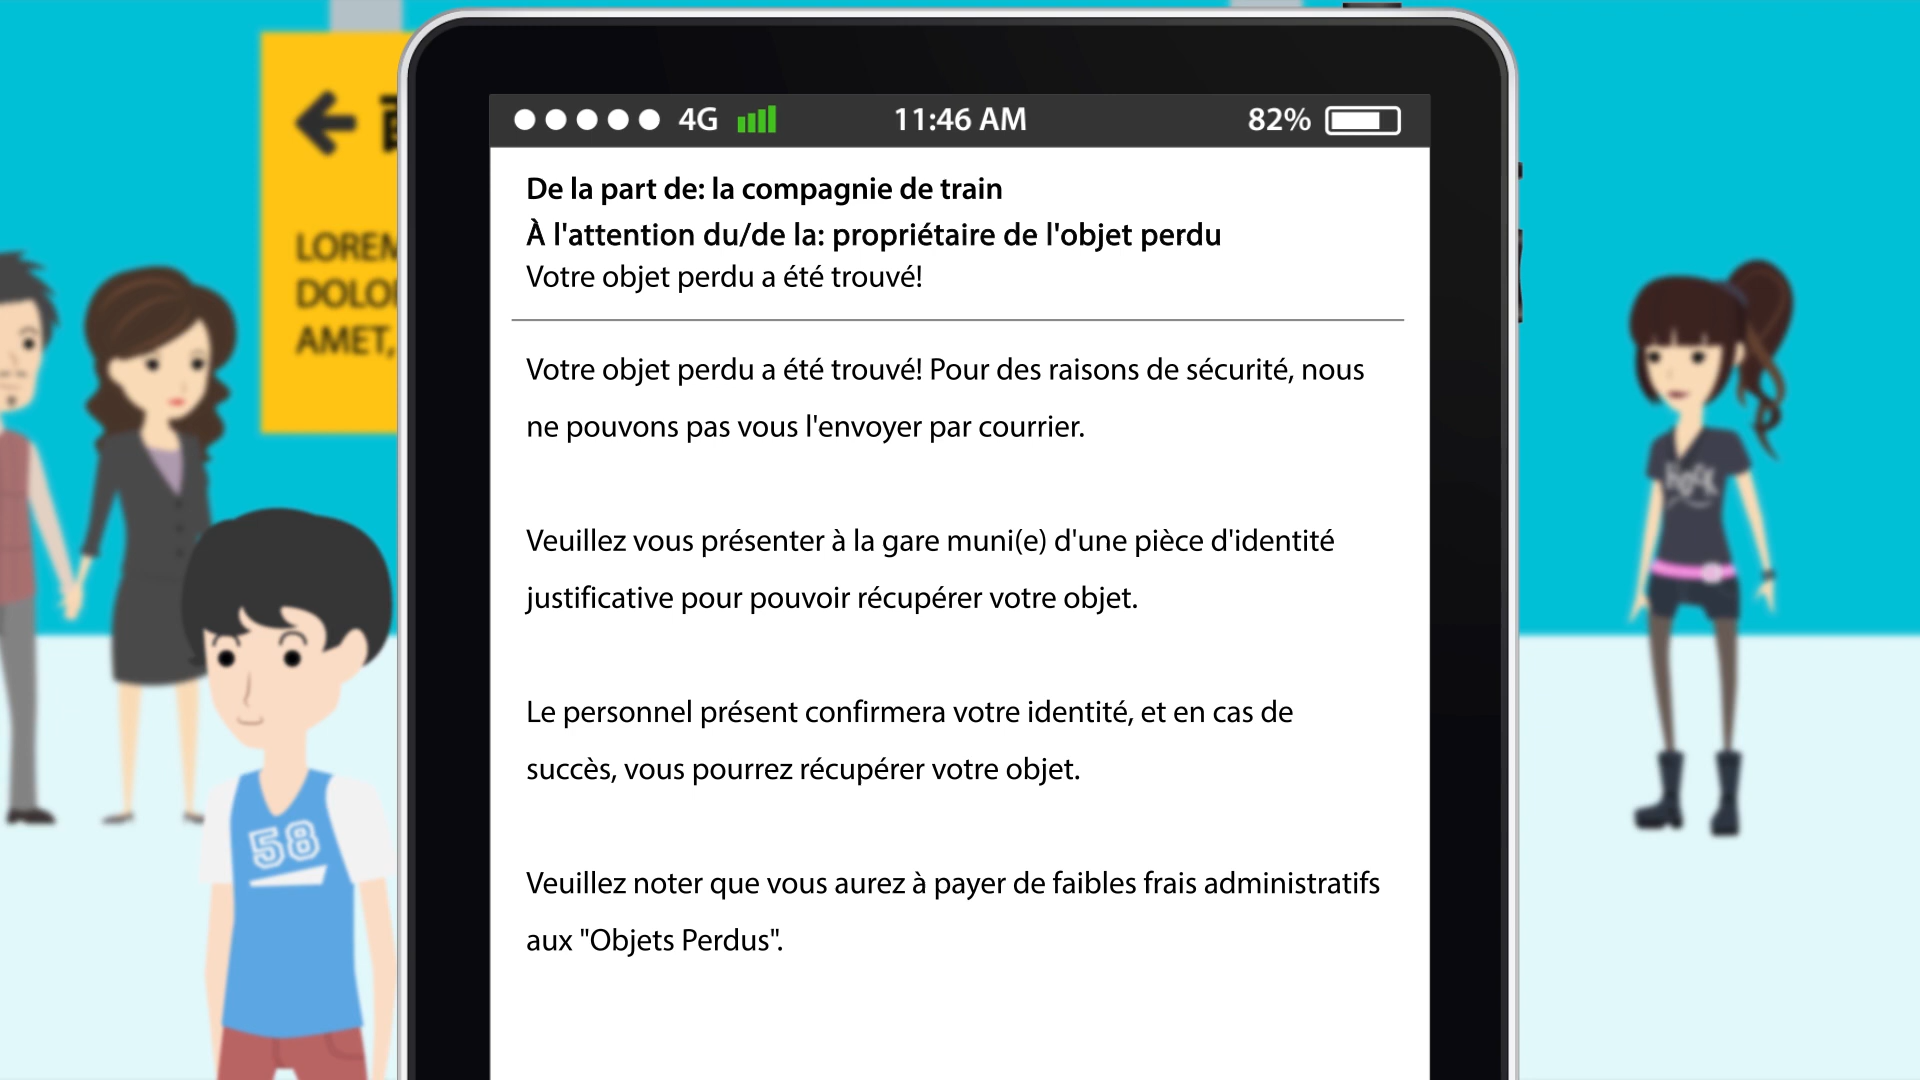 4G 11:46 AM 82%
De la part de: la compagnie de train
À l'attention du/de la: propriétaire de l'objet perdu
Votre objet perdu a été trouvé!
Votre objet perdu a été trouvé! Pour des raisons de sécurité, nous
ne pouvons pas vous l'envoyer par courrier.
Veuillez vous présenter à la gare muni(e) d'une pièce d'identité
justificative pour pouvoir récupérer votre objet.
Le personnel présent confirmera votre identité, et en cas de
succès, vous pourrez récupérer votre objet.
Veuillez noter que vous aurez à payer de faibles frais administratifs
aux "Objets Perdus".
LOREM
DOLO
AMET,
58